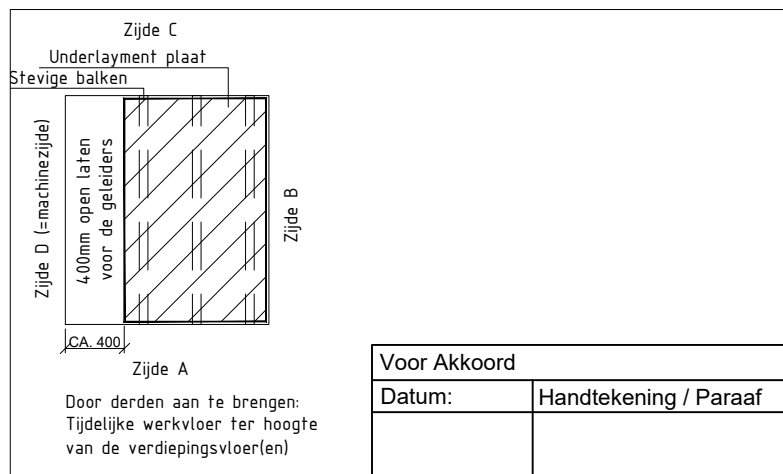 Zijde C
Underlayment plaat
Stevige balken
Zijde D (=machinezijde)
400mm open laten
voor de geleiders
Zijde B
CA. 400
Zijde A
Door derden aan te brengen:
Tijdelijke werkvloer ter hoogte
van de verdiepingsvloer(en)
Voor Akkoord
Datum:
Handtekening / Paraaf